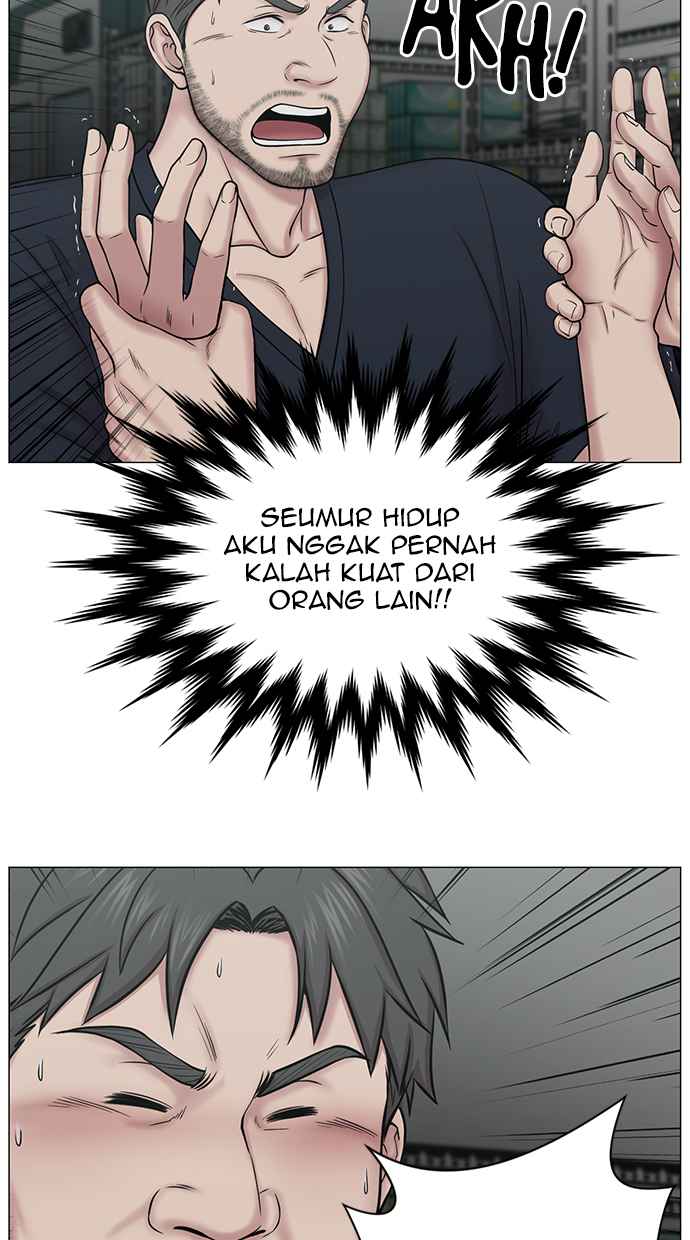 AKH!
SEUMUR HIDUP
AKU NGGAK PERNAH
KALAH KUAT DARI
ORANG LAIN!!